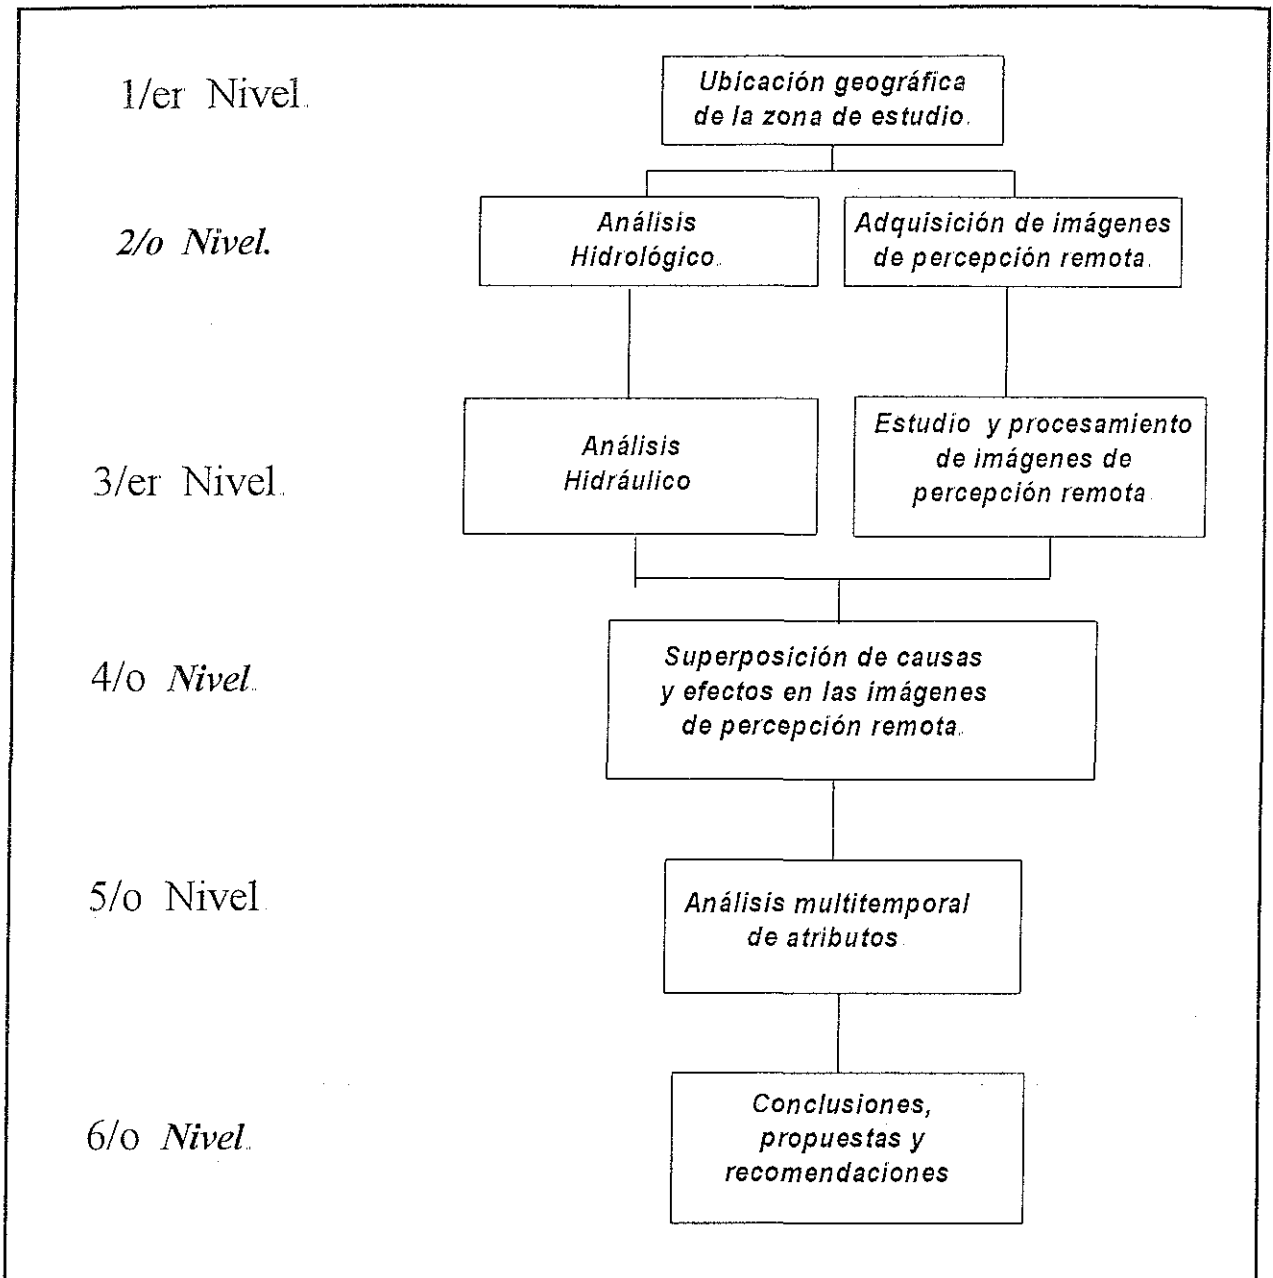 1/er Nivel.
Ubicación geográfica
de la zona de estudio.
2/o Nivel.
Análisis
Hidrológico.
Adquisición de imágenes
de percepción remota.
3/er Nivel.
Análisis
Hidráulico
Estudio y procesamiento
de imágenes de
percepción remota
4/o Nivel.
Superposición de causas
y efectos en las imágenes
de percepción remota.
5/o Nivel
Análisis multitemporal
de atributos
6/o Nivel.
Conclusiones,
propuestas y
recomendaciones